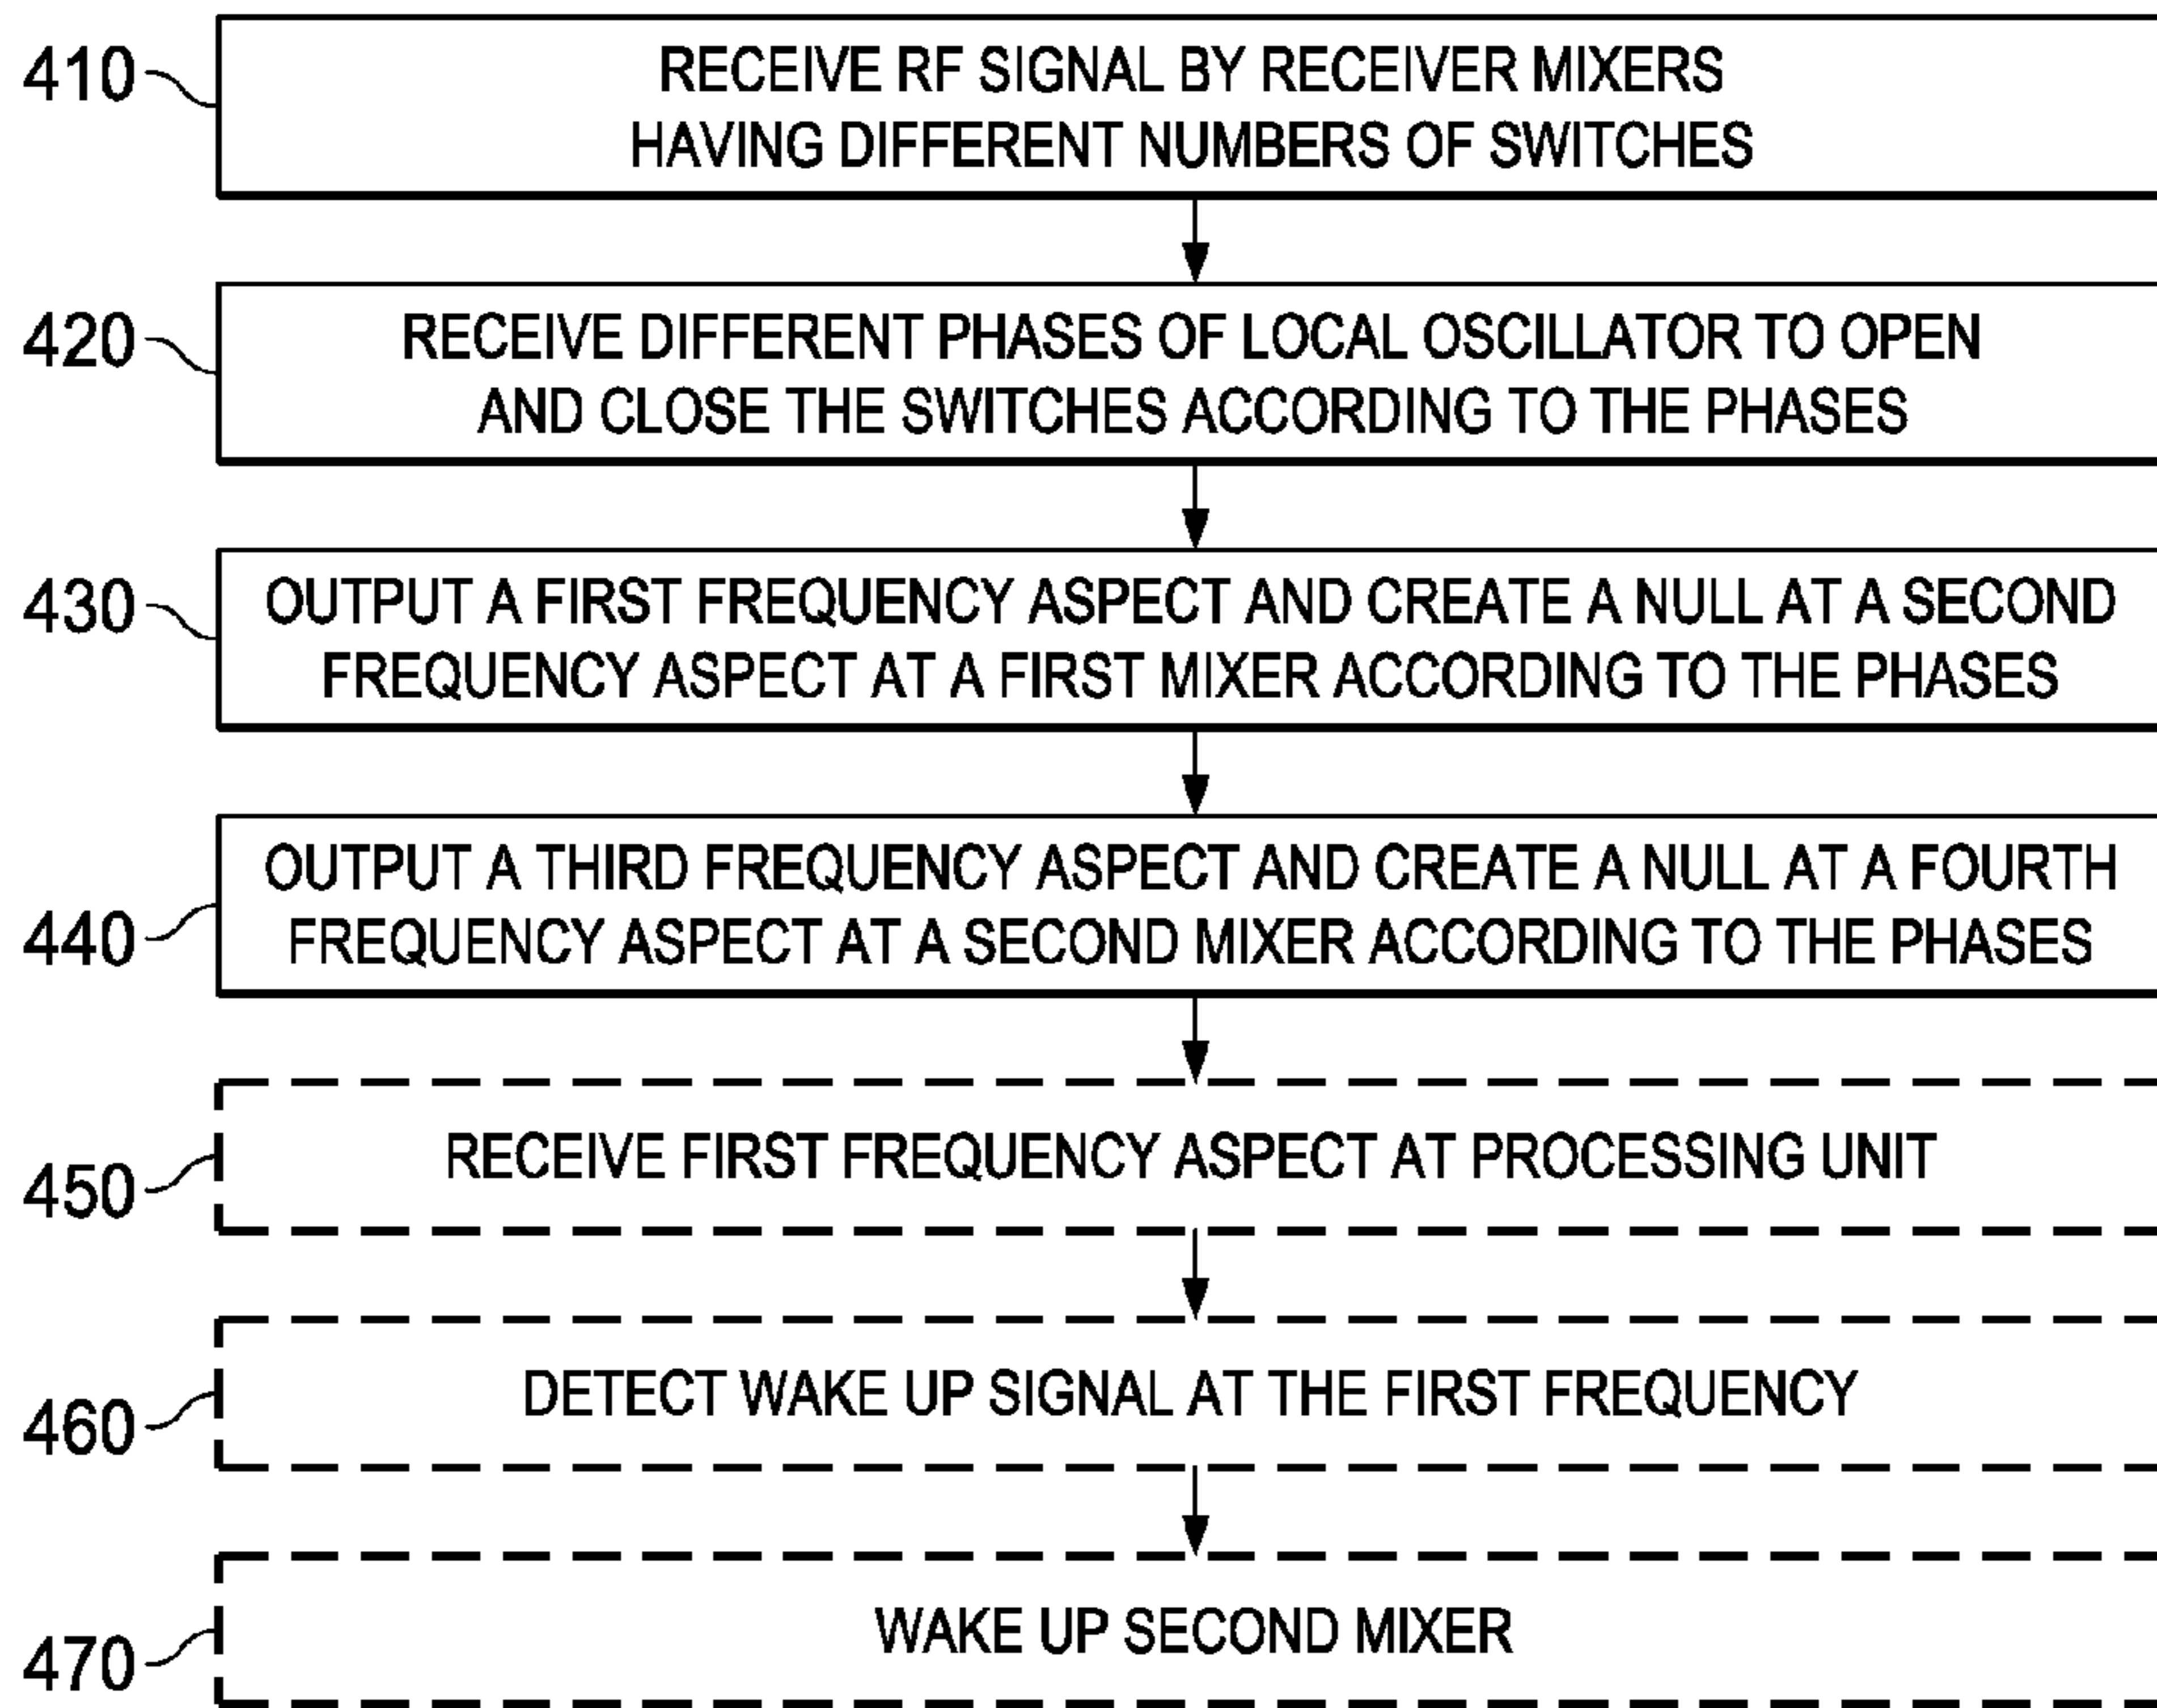 410
RECEIVE RF SIGNAL BY RECEIVER MIXERS
HAVING DIFFERENT NUMBERS OF SWITCHES
420
RECEIVE DIFFERENT PHASES OF LOCAL OSCILLATOR TO OPEN
AND CLOSE THE SWITCHES ACCORDING TO THE PHASES
430
OUTPUT A FIRST FREQUENCY ASPECT AND CREATE A NULL AT A SECOND
FREQUENCY ASPECT AT A FIRST MIXER ACCORDING TO THE PHASES
440
OUTPUT A THIRD FREQUENCY ASPECT AND CREATE A NULL AT A FOURTH
FREQUENCY ASPECT AT A SECOND MIXER ACCORDING TO THE PHASES
450
RECEIVE FIRST FREQUENCY ASPECT AT PROCESSING UNIT
460
DETECT WAKE UP SIGNAL AT THE FIRST FREQUENCY
470
WAKE UP SECOND MIXER